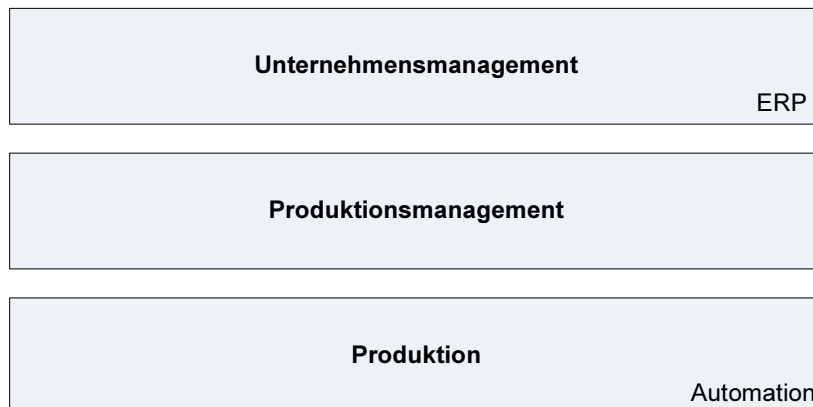 Unternehmensmanagement
ERP
Produktionsmanagement
Produktion
Automation